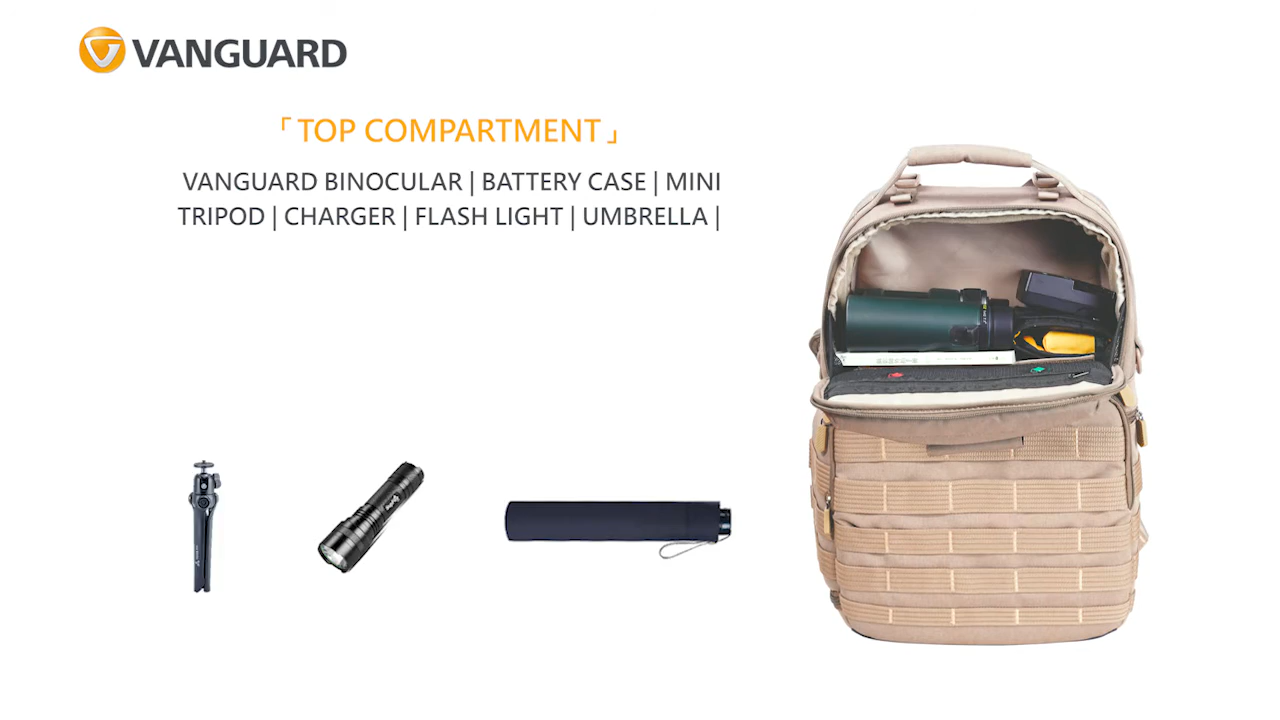 VANGUARD
「TOP COMPARTMENT」
VANGUARD BINOCULAR | BATTERY CASE | MINI
TRIPOD | CHARGER | FLASH LIGHT | UMBRELLA |